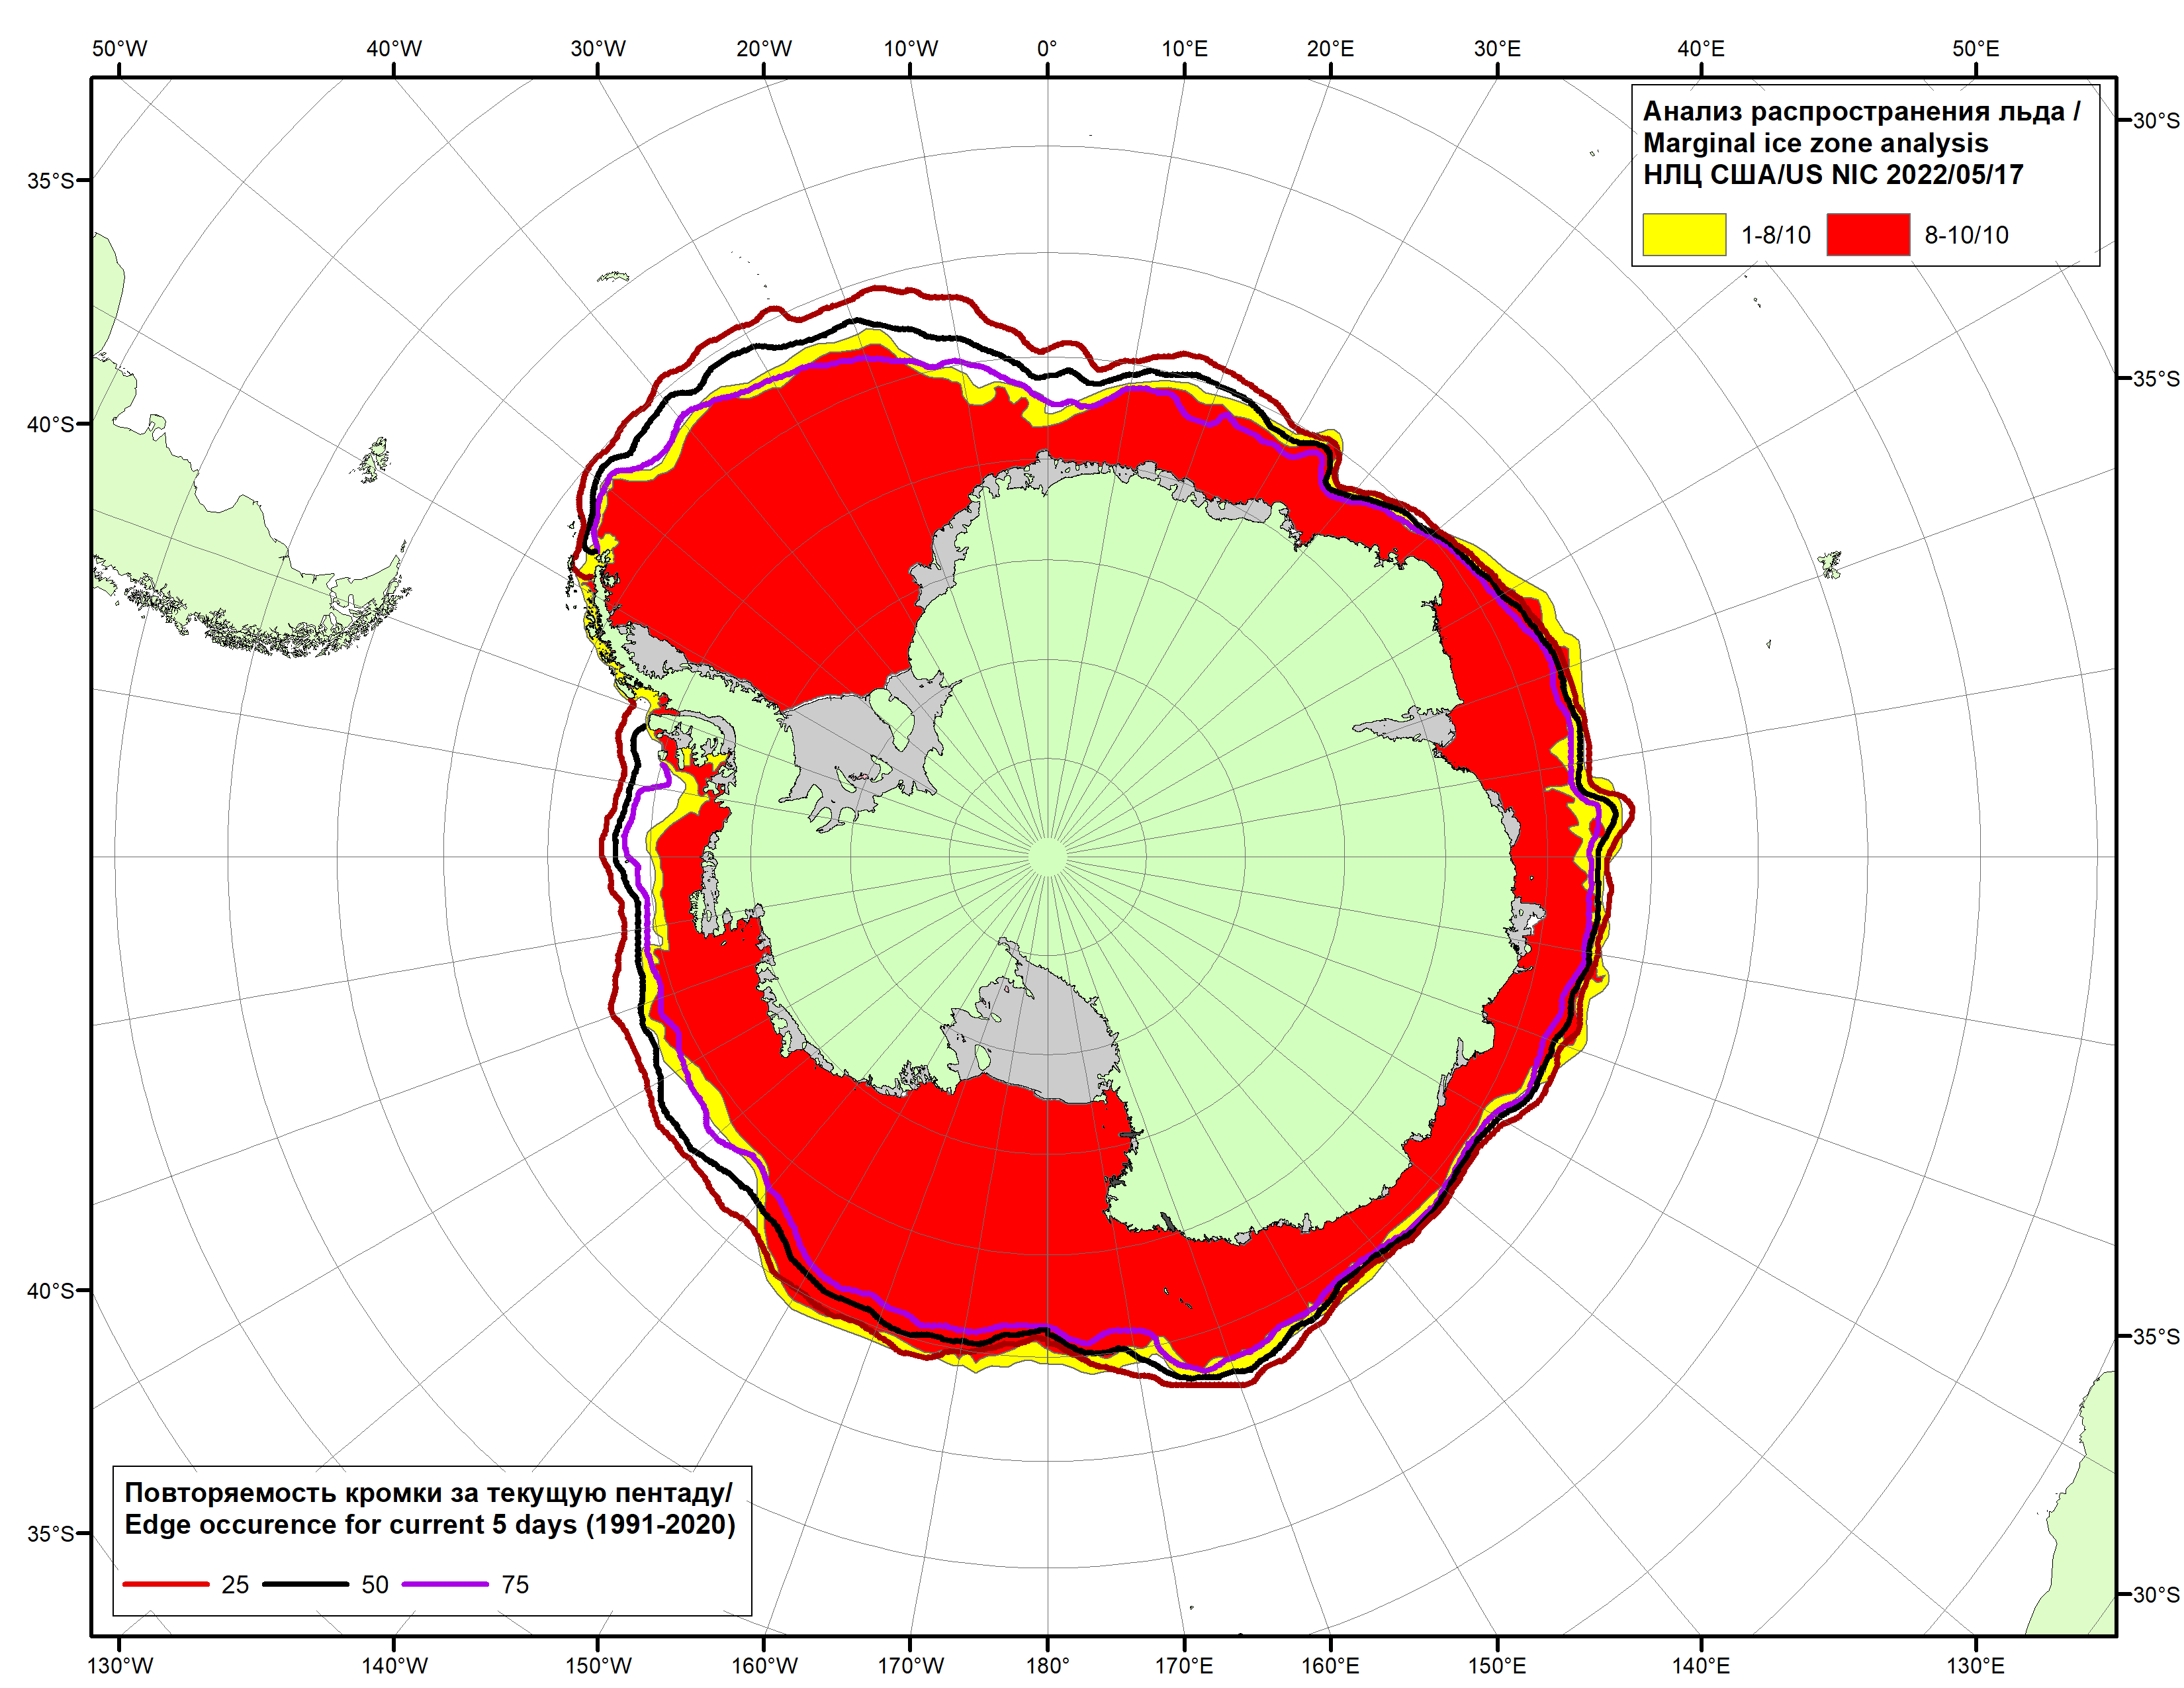 50°W 40°W 30°W 20°W 10°W 0° 10°E 20°E 30°E 40°E 50°E
Анализ распространения льда /
Marginal ice zone analysis
НЛЦ США/US NIC 2022/05/17
1-8/10 8-10/10
30°S
35°S
35°S
40°S
40°S
35°S
35°S
30°S
Повторяемость кромки за текущую пентаду/
Edge occurence for current 5 days (1991-2020)
25 50 75
130°W 140°W 150°W 160°W 170°W 180° 170°E 160°E 150°E 140°E 130°E